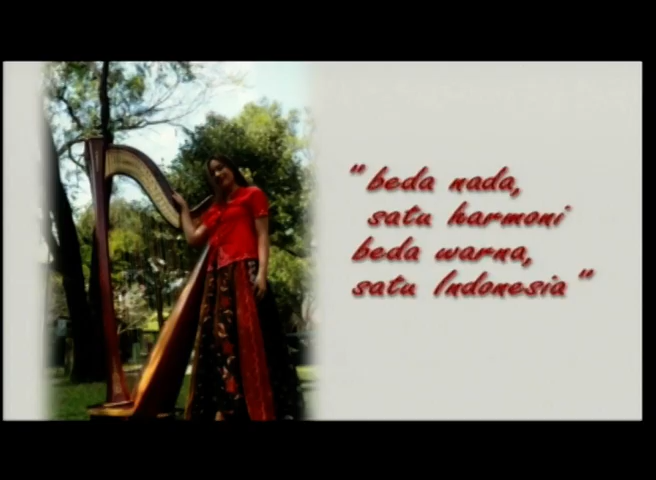 "beda nada,
satu harmoni
beda warna,
satu Indonesia"